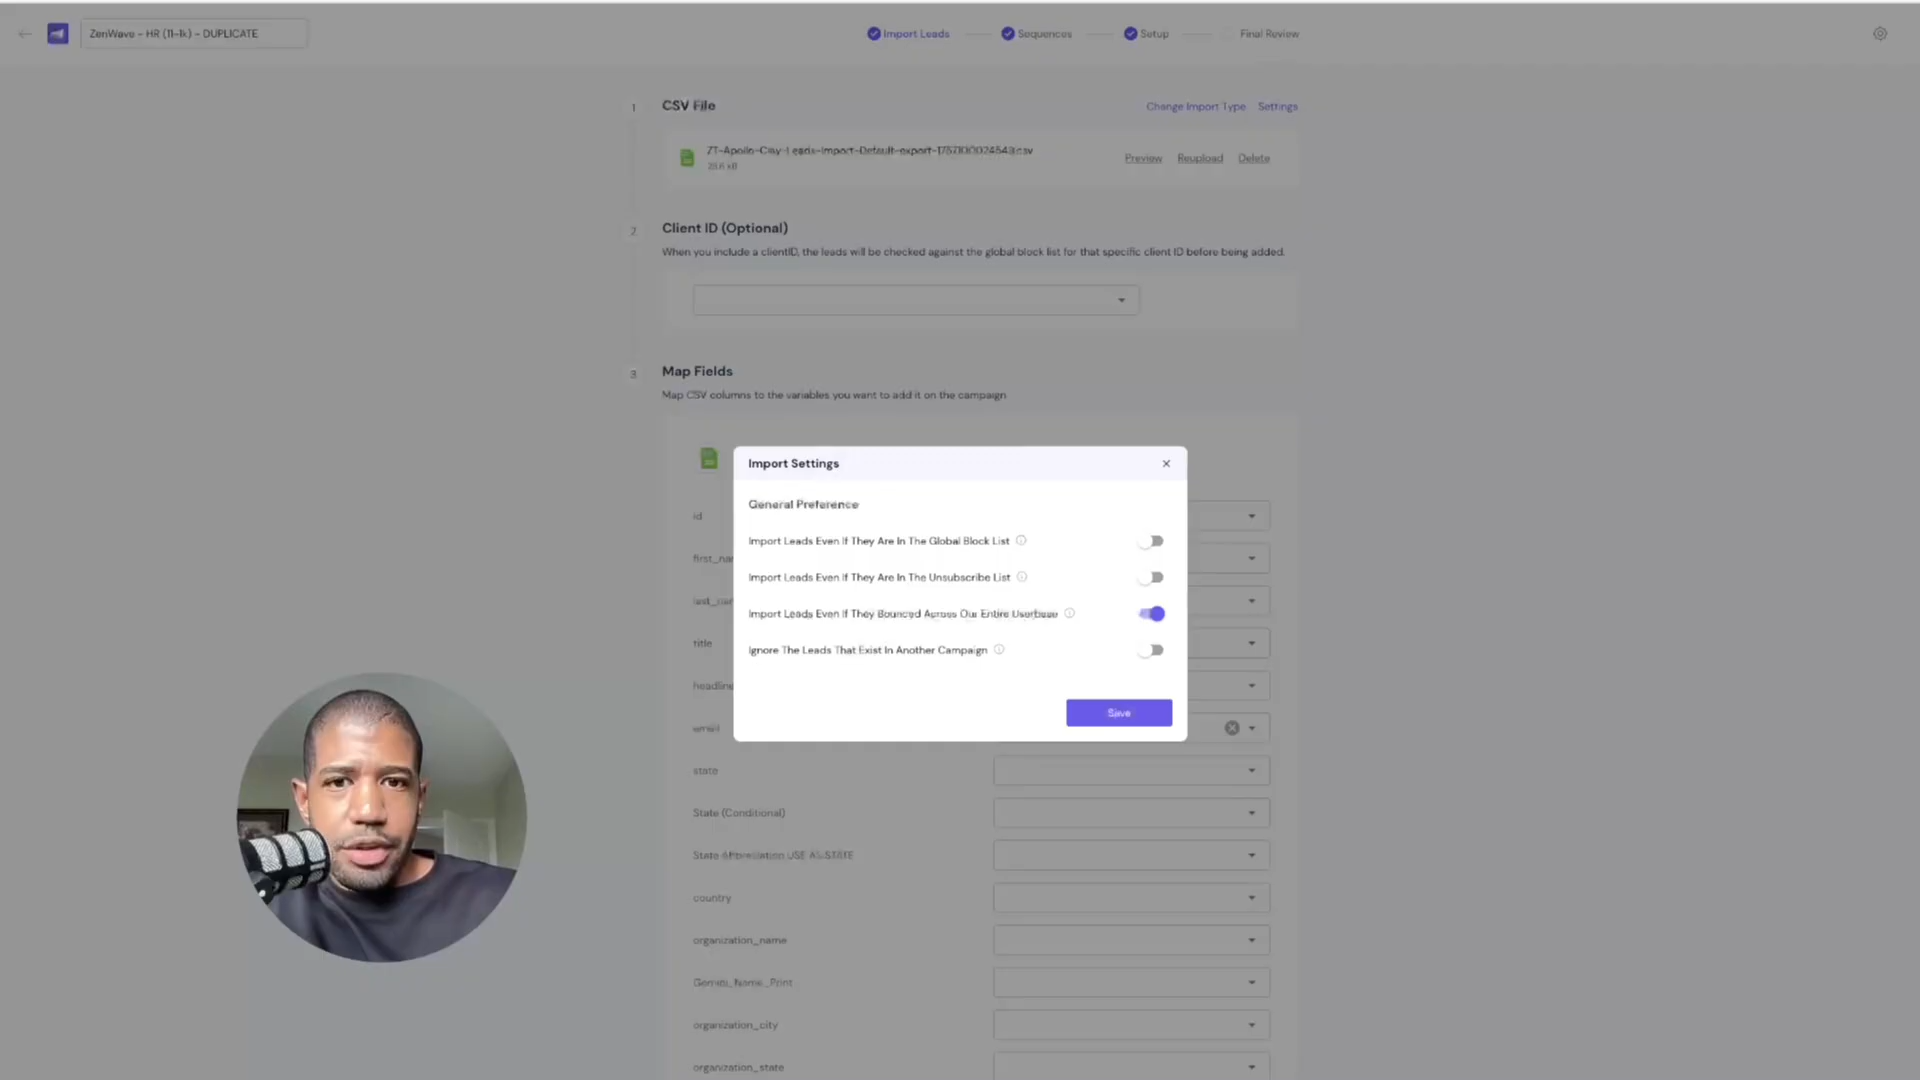 ZenWave - HR (11-1k) - DUPLICATE
Import Leads
Sequences
Setup
Final Review
1
CSV File
Change Import Type
Settings
Preview
Reupload
Delete
2
Client ID (Optional)
When you include a clientID, the leads will be checked against the global block list for that specific client ID before being added.
3
Map Fields
Map CSV columns to the variables you want to add it on the campaign
Import Settings
General Preference
Import Leads Even If They Are In The Global Block List
Import Leads Even If They Are In The Unsubscribe List
Import Leads Even If They Bounced Across Our Entire Userbase
Ignore The Leads That Exist In Another Campaign
Save
id
first_na
last_na
title
headline
email
state
State (Conditional)
country
organization_name
organization_city
organization_state